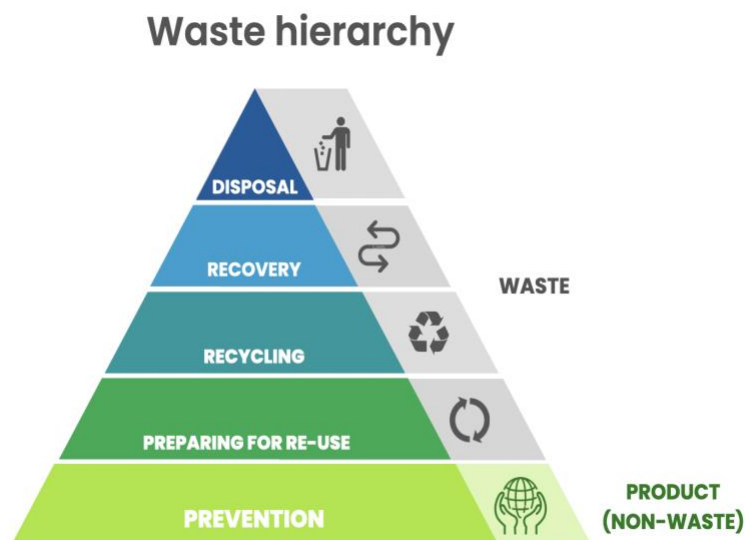 Waste hierarchy
DISPOSAL
RECOVERY
WASTE
RECYCLING
PREPARING FOR RE-USE
PREVENTION
PRODUCT
(NON-WASTE)